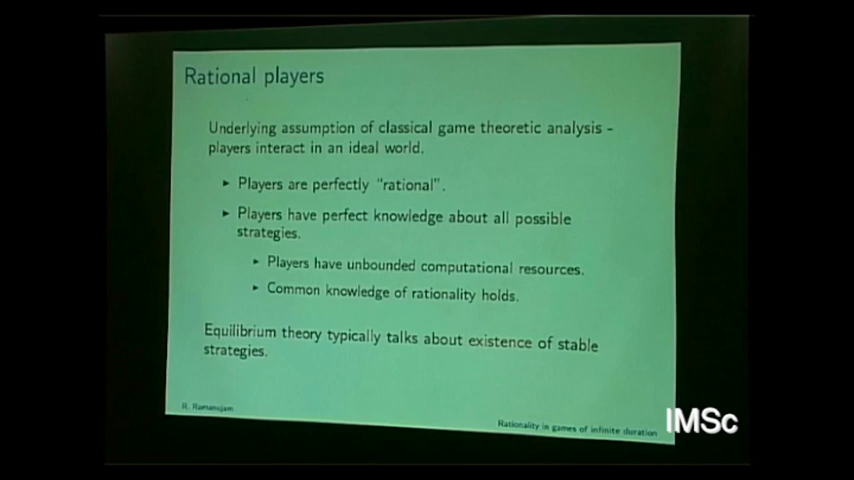 Rational players
Underlying assumption of classical game theoretic analysis -
players interact in an ideal world.
▸ Players are perfectly "rational".
▸ Players have perfect knowledge about all possible
strategies.
▸ Players have unbounded computational resources.
▸ Common knowledge of rationality holds.
Equilibrium theory typically talks about existence of stable
strategies.
R. Ramanujam
Rationality in games of infinite duration
IMSc